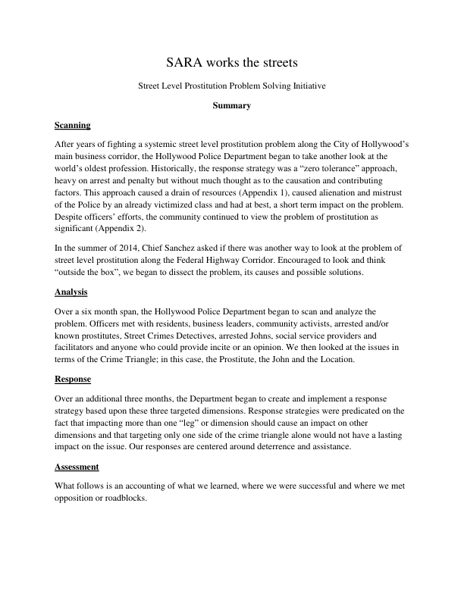 SARA works the streets
Street Level Prostitution Problem Solving Initiative
Summary
Scanning
After years of fighting a systemic street level prostitution problem along the City of Hollywood's
main business corridor, the Hollywood Police Department began to take another look at the
world's oldest profession. Historically, the response strategy was a "zero tolerance" approach,
heavy on arrest and penalty but without much thought as to the causation and contributing
factors. This approach caused a drain of resources (Appendix 1), caused alienation and mistrust
of the Police by an already victimized class and had at best, a short term impact on the problem.
Despite officers' efforts, the community continued to view the problem of prostitution as
significant (Appendix 2).
In the summer of 2014, Chief Sanchez asked if there was another way to look at the problem of
street level prostitution along the Federal Highway Corridor. Encouraged to look and think
"outside the box", we began to dissect the problem, its causes and possible solutions.
Analysis
Over a six month span, the Hollywood Police Department began to scan and analyze the
problem. Officers met with residents, business leaders, community activists, arrested and/or
known prostitutes, Street Crimes Detectives, arrested Johns, social service providers and
facilitators and anyone who could provide incite or an opinion. We then looked at the issues in
terms of the Crime Triangle; in this case, the Prostitute, the John and the Location.
Response
Over an additional three months, the Department began to create and implement a response
strategy based upon these three targeted dimensions. Response strategies were predicated on the
fact that impacting more than one "leg" or dimension should cause an impact on other
dimensions and that targeting only one side of the crime triangle alone would not have a lasting
impact on the issue. Our responses are centered around deterrence and assistance.
Assessment
What follows is an accounting of what we learned, where we were successful and where we met
opposition or roadblocks.